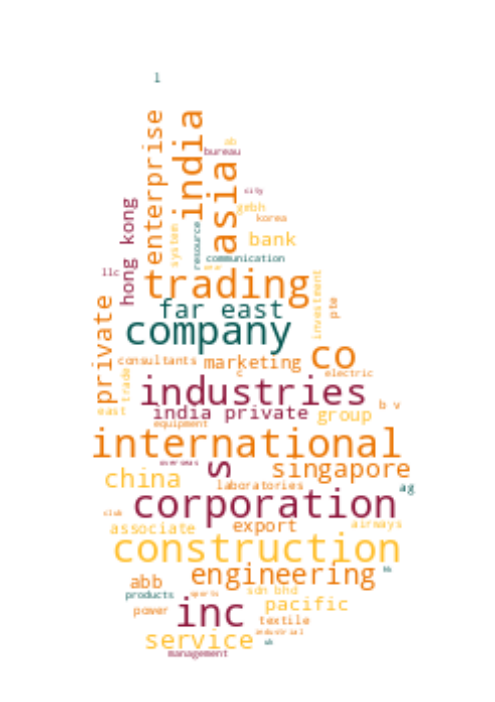 l
enterprise
india
ab
bureau
asia
city
hong kong
gmbh
korea
system
resource
bank
communication
llc
trading
investment
pte
far east
private
company
co
consultants
marketing
trade
c
electric
industries
east
india private
group
b v
equipment
international
s
overseas
singapore
china
laboratories
ag
corporation
club
associate
export
airways
construction
engineering
abb
products
sports
sdn bhd
power
inc
pacific
textile
service
industrial
management